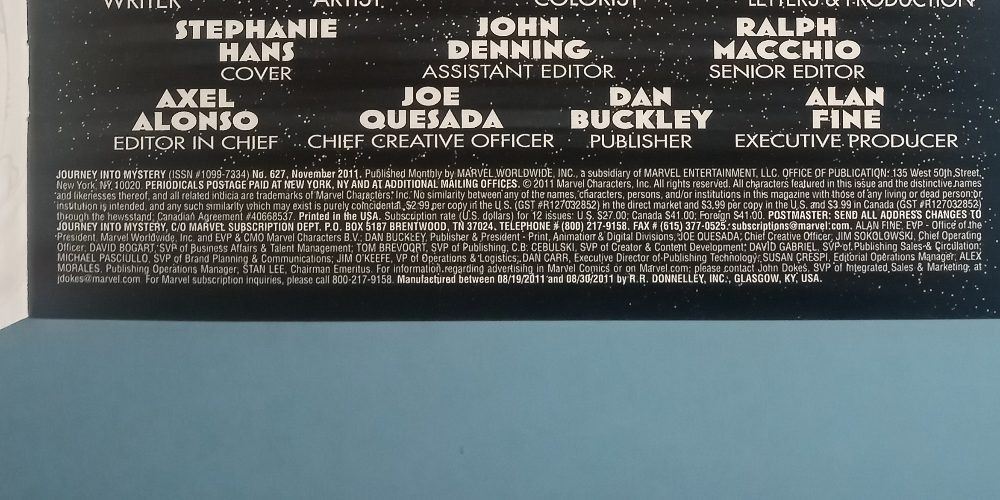 WRITER ARTIST COLORIST LETTERS & PRODUCTION
STEPHANIE HANS
COVER
JOHN DENNING
ASSISTANT EDITOR
RALPH MACCHIO
SENIOR EDITOR
AXEL ALONSO
EDITOR IN CHIEF
JOE QUESADA
CHIEF CREATIVE OFFICER
DAN BUCKLEY
PUBLISHER
ALAN FINE
EXECUTIVE PRODUCER
JOURNEY INTO MYSTERY (ISSN #1099-7334) No. 627, November 2011. Published Monthly by MARVEL WORLDWIDE, INC., a subsidiary of MARVEL ENTERTAINMENT, LLC. OFFICE OF PUBLICATION: 135 West 50th Street,
New York, NY 10020. PERIODICALS POSTAGE PAID AT NEW YORK, NY AND AT ADDITIONAL MAILING OFFICES. © 2011 Marvel Characters, Inc. All rights reserved. All characters featured in this issue and the distinctive names
and likenesses thereof, and all related indicia are trademarks of Marvel Characters, Inc. No similarity between any of the names, characters, persons, and/or institutions in this magazine with those of any living or dead person or
institution is intended, and any such similarity which may exist is purely coincidental. $2.99 per copy in the U.S. (GST #R127032852) in the direct market and $3.99 per copy in the U.S. and $3.99 in Canada (GST #R127032852)
through the newsstand; Canadian Agreement #40668537. Printed in the USA. Subscription rate (U.S. dollars) for 12 issues: U.S. $27.00; Canada $41.00; Foreign $41.00. POSTMASTER: SEND ALL ADDRESS CHANGES TO
JOURNEY INTO MYSTERY, C/O MARVEL SUBSCRIPTION DEPT. P.O. BOX 5187 BRENTWOOD, TN 37024. TELEPHONE # (800) 217-9158. FAX # (615) 377-0525. subscriptions@marvel.com. ALAN FINE, EVP - Office of the
President, Marvel Worldwide, Inc. and EVP & CMO Marvel Characters B.V.; DAN BUCKLEY, Publisher & President - Print, Animation & Digital Divisions; JOE QUESADA, Chief Creative Officer; JIM SOKOLOWSKI, Chief Operating
Officer; DAVID BOGART, SVP of Business Affairs & Talent Management; TOM BREVOORT, SVP of Publishing; C.B. CEBULSKI, SVP of Creator & Content Development; DAVID GABRIEL, SVP of Publishing Sales & Circulation;
MICHAEL PASCIULLO, SVP of Brand Planning & Communications; JIM O'KEEFE, VP of Operations & Logistics; DAN CARR, Executive Director of Publishing Technology; SUSAN CRESPI, Editorial Operations Manager; ALEX
MORALES, Publishing Operations Manager; STAN LEE, Chairman Emeritus. For information regarding advertising in Marvel Comics or on Marvel.com, please contact John Dokes, SVP of Integrated Sales & Marketing, at
jdokes@marvel.com. For Marvel subscription inquiries, please call 800-217-9158. Manufactured between 08/19/2011 and 08/30/2011 by R.R. DONNELLEY, INC., GLASGOW, KY, USA.